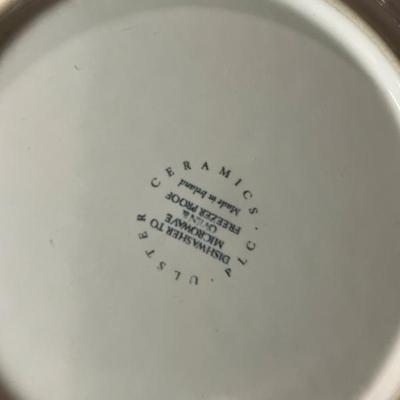 ULSTER CERAMICS PLC.
DISHWASHER TO
MICROWAVE
OVEN &
FREEZER PROOF
Made in Ireland